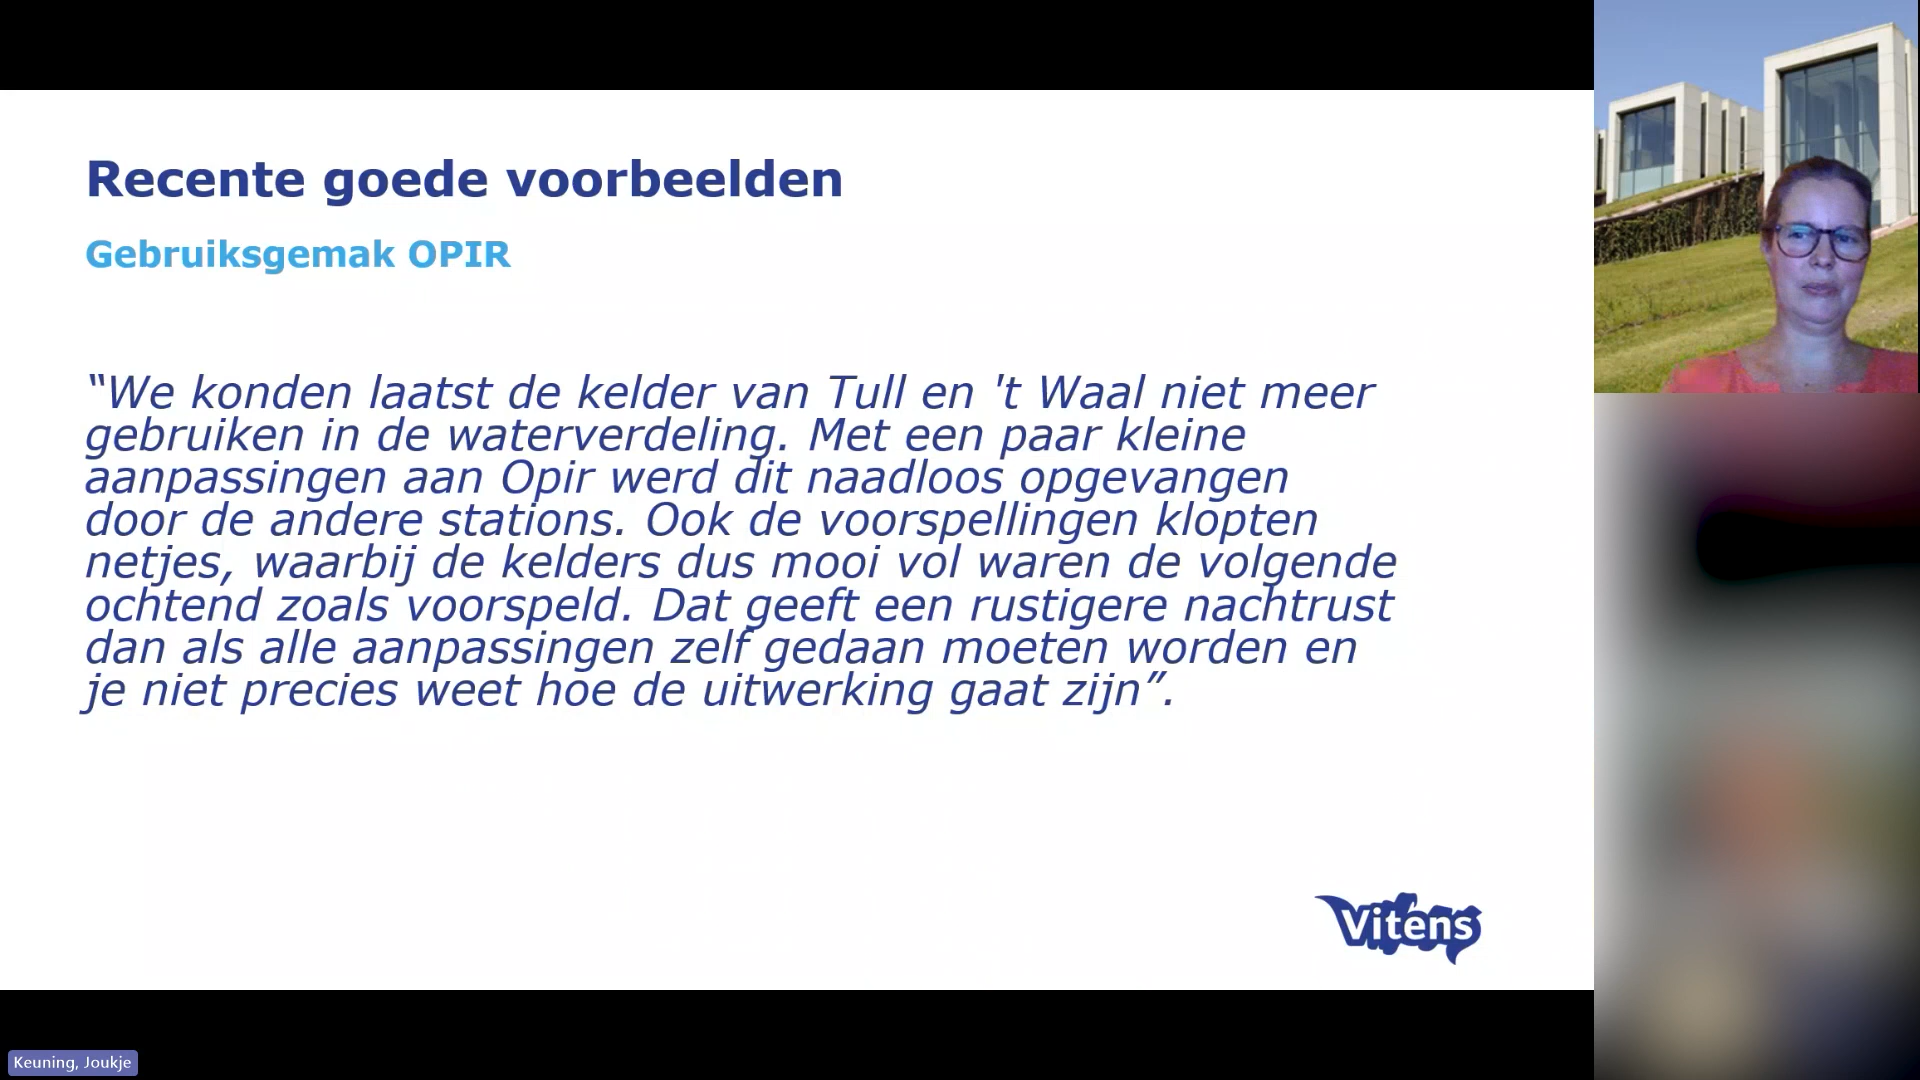 Recente goede voorbeelden
Gebruiksgemak OPIR
“We konden laatst de kelder van Tull en 't Waal niet meer
gebruiken in de waterverdeling. Met een paar kleine
aanpassingen aan Opir werd dit naadloos opgevangen
door de andere stations. Ook de voorspellingen klopten
netjes, waarbij de kelders dus mooi vol waren de volgende
ochtend zoals voorspeld. Dat geeft een rustigere nachtrust
dan als alle aanpassingen zelf gedaan moeten worden en
je niet precies weet hoe de uitwerking gaat zijn”.
Vitens
Keuning, Joukje